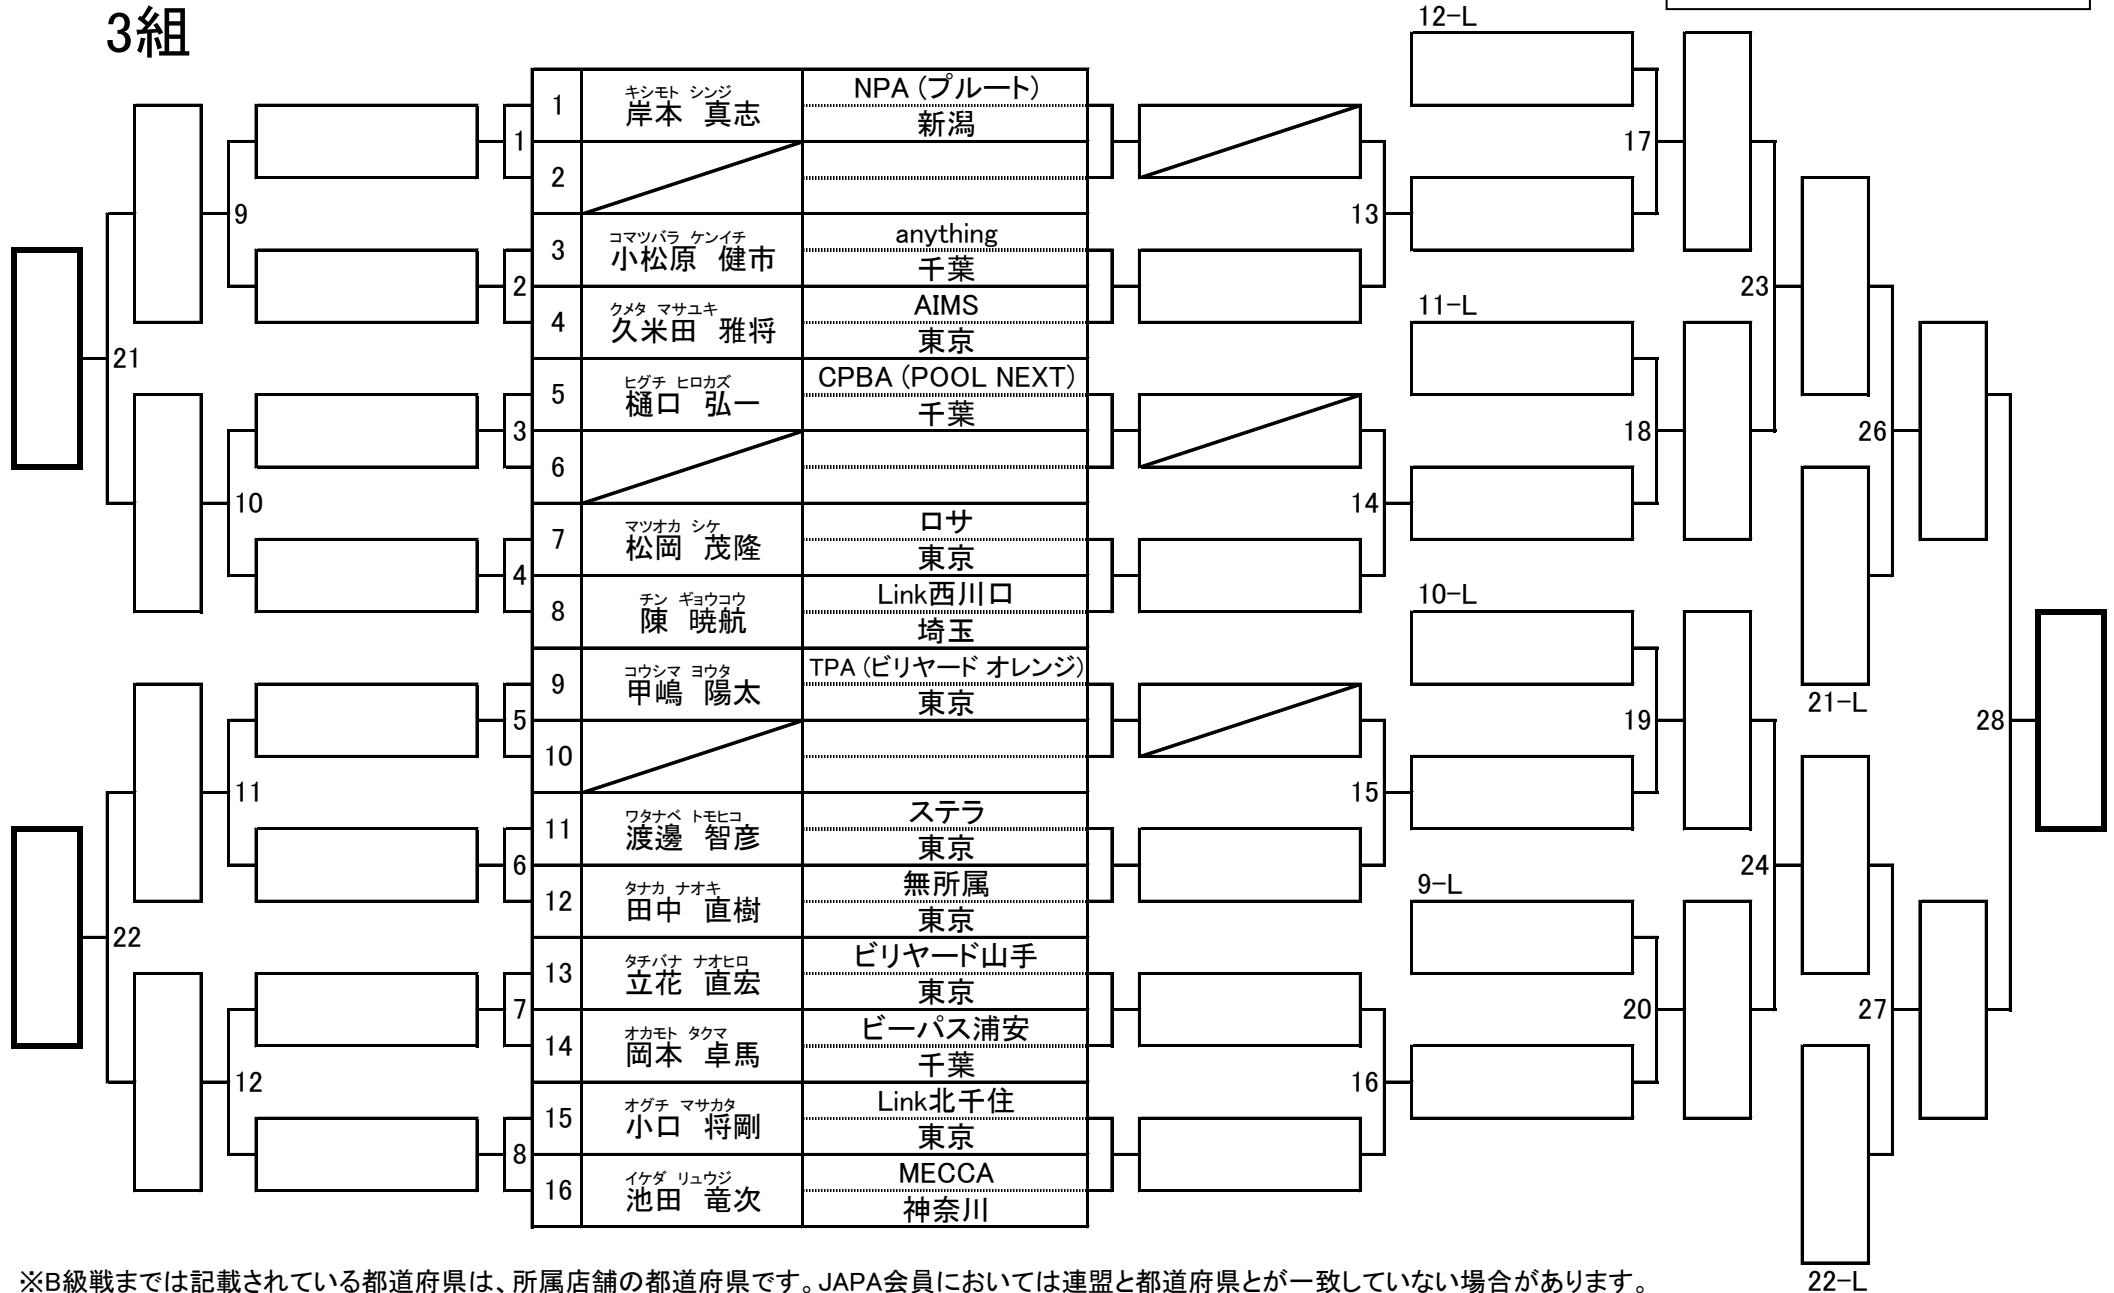 3組
1
キシモト シンジ
岸本 真志
NPA (プルート)
新潟
2
3
コマツバラ ケンイチ
小松原 健市
anything
千葉
4
クメタ マサユキ
久米田 雅将
AIMS
東京
5
ヒグチ ヒロカズ
樋口 弘一
CPBA (POOL NEXT)
千葉
6
7
マツオカ シケ
松岡 茂隆
ロサ
東京
8
チン ギョウコウ
陳 暁航
Link西川口
埼玉
9
コウシマ ヨウタ
甲嶋 陽太
TPA (ビリヤード オレンジ)
東京
10
11
ワタナベ トモヒコ
渡邊 智彦
ステラ
東京
12
タナカ ナオキ
田中 直樹
無所属
東京
13
タチバナ ナオヒロ
立花 直宏
ビリヤード山手
東京
14
オカモト タクマ
岡本 卓馬
ビーパス浦安
千葉
15
オグチ マサカタ
小口 将剛
Link北千住
東京
16
イケダ リュウジ
池田 竜次
MECCA
神奈川
1
2
3
4
5
6
7
8
9
10
11
12
21
22
13
14
15
16
12-L
17
11-L
18
10-L
19
9-L
20
23
24
21-L
22-L
26
27
28
※B級戦までは記載されている都道府県は、所属店舗の都道府県です。JAPA会員においては連盟と都道府県とが一致していない場合があります。